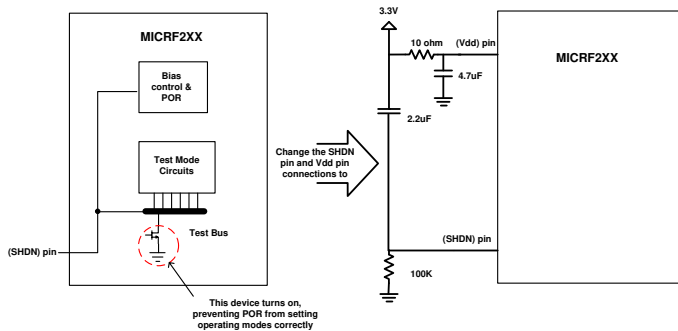 MICRF2XX
Bias
control &
POR
Test Mode
Circuits
Test Bus
(SHDN) pin
This device turns on,
preventing POR from setting
operating modes correctly
Change the SHDN
pin and Vdd pin
connections to
3.3V
10 ohm
(Vdd) pin
4.7uF
2.2uF
MICRF2XX
(SHDN) pin
100K